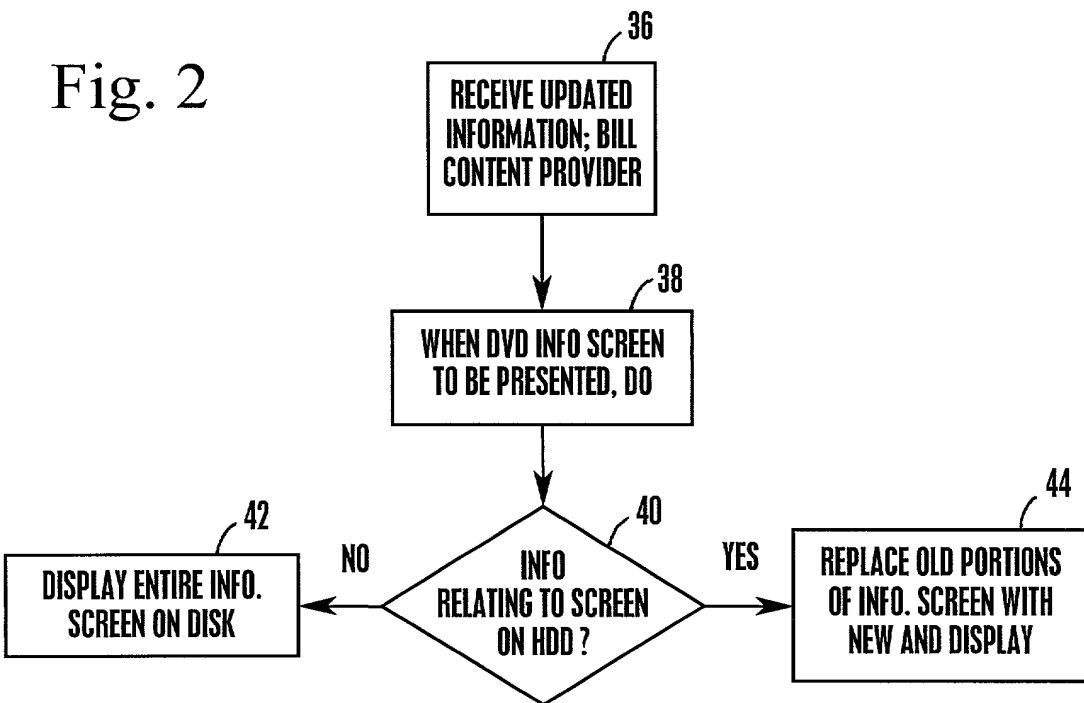 Fig. 2
36
RECEIVE UPDATED
INFORMATION; BILL
CONTENT PROVIDER
38
WHEN DVD INFO SCREEN
TO BE PRESENTED, DO
40
INFO
RELATING TO SCREEN
ON HDD ?
NO
42
DISPLAY ENTIRE INFO.
SCREEN ON DISK
YES
44
REPLACE OLD PORTIONS
OF INFO. SCREEN WITH
NEW AND DISPLAY